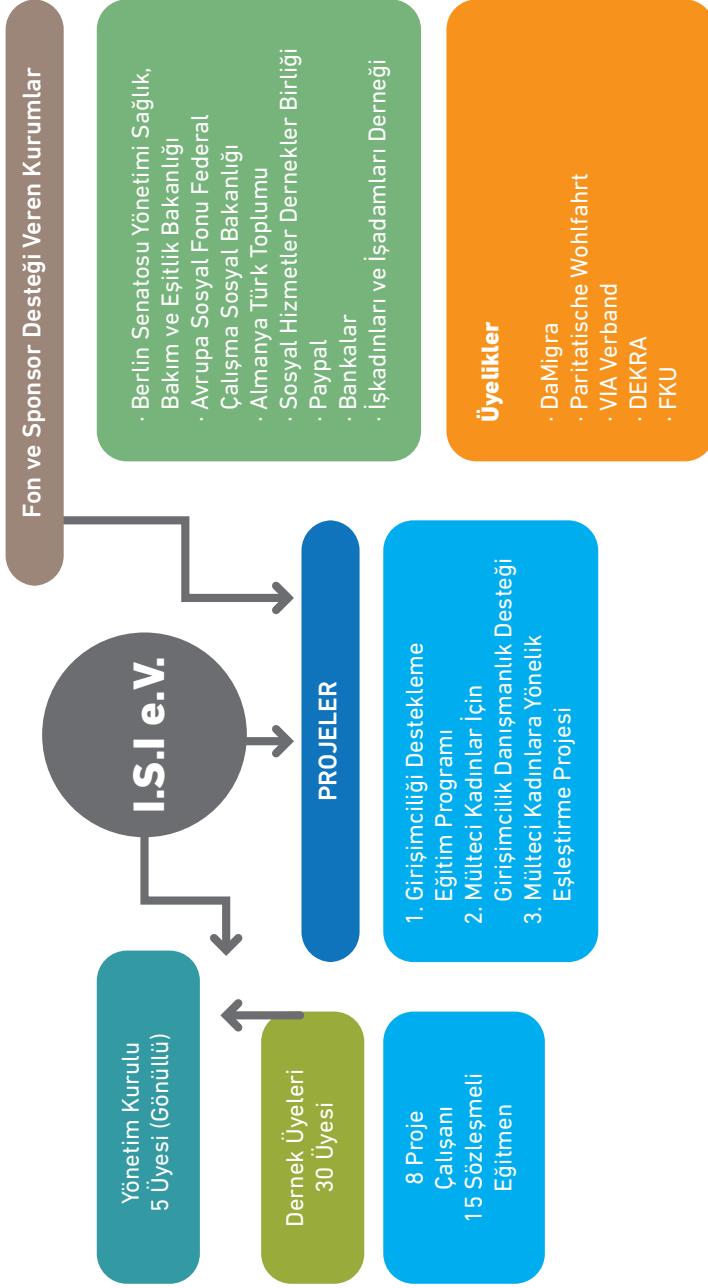 I.S.I e.V.
Yönetim Kurulu
5 Üyesi (Gönüllü)
Dernek Üyeleri
30 Üyesi
8 Proje
Çalışanı
15 Sözleşmeli
Eğitmen
PROJELER
1. Girişimciliği Destekleme
Eğitim Programı
2. Mülteci Kadınlar İçin
Girişimcilik Danışmanlık Desteği
3. Mülteci Kadınlara Yönelik
Eşleştirme Projesi
Fon ve Sponsor Desteği Veren Kurumlar
· Berlin Senatosu Yönetimi Sağlık,
Bakım ve Eşitlik Bakanlığı
· Avrupa Sosyal Fonu Federal
Çalışma Sosyal Bakanlığı
· Almanya Türk Toplumu
· Sosyal Hizmetler Dernekler Birliği
· Paypal
· Bankalar
· İşkadınları ve İşadamları Derneği
Üyelikler
· DaMigra
· Paritatische Wohlfahrt
· VIA Verband
· DEKRA
· FKU